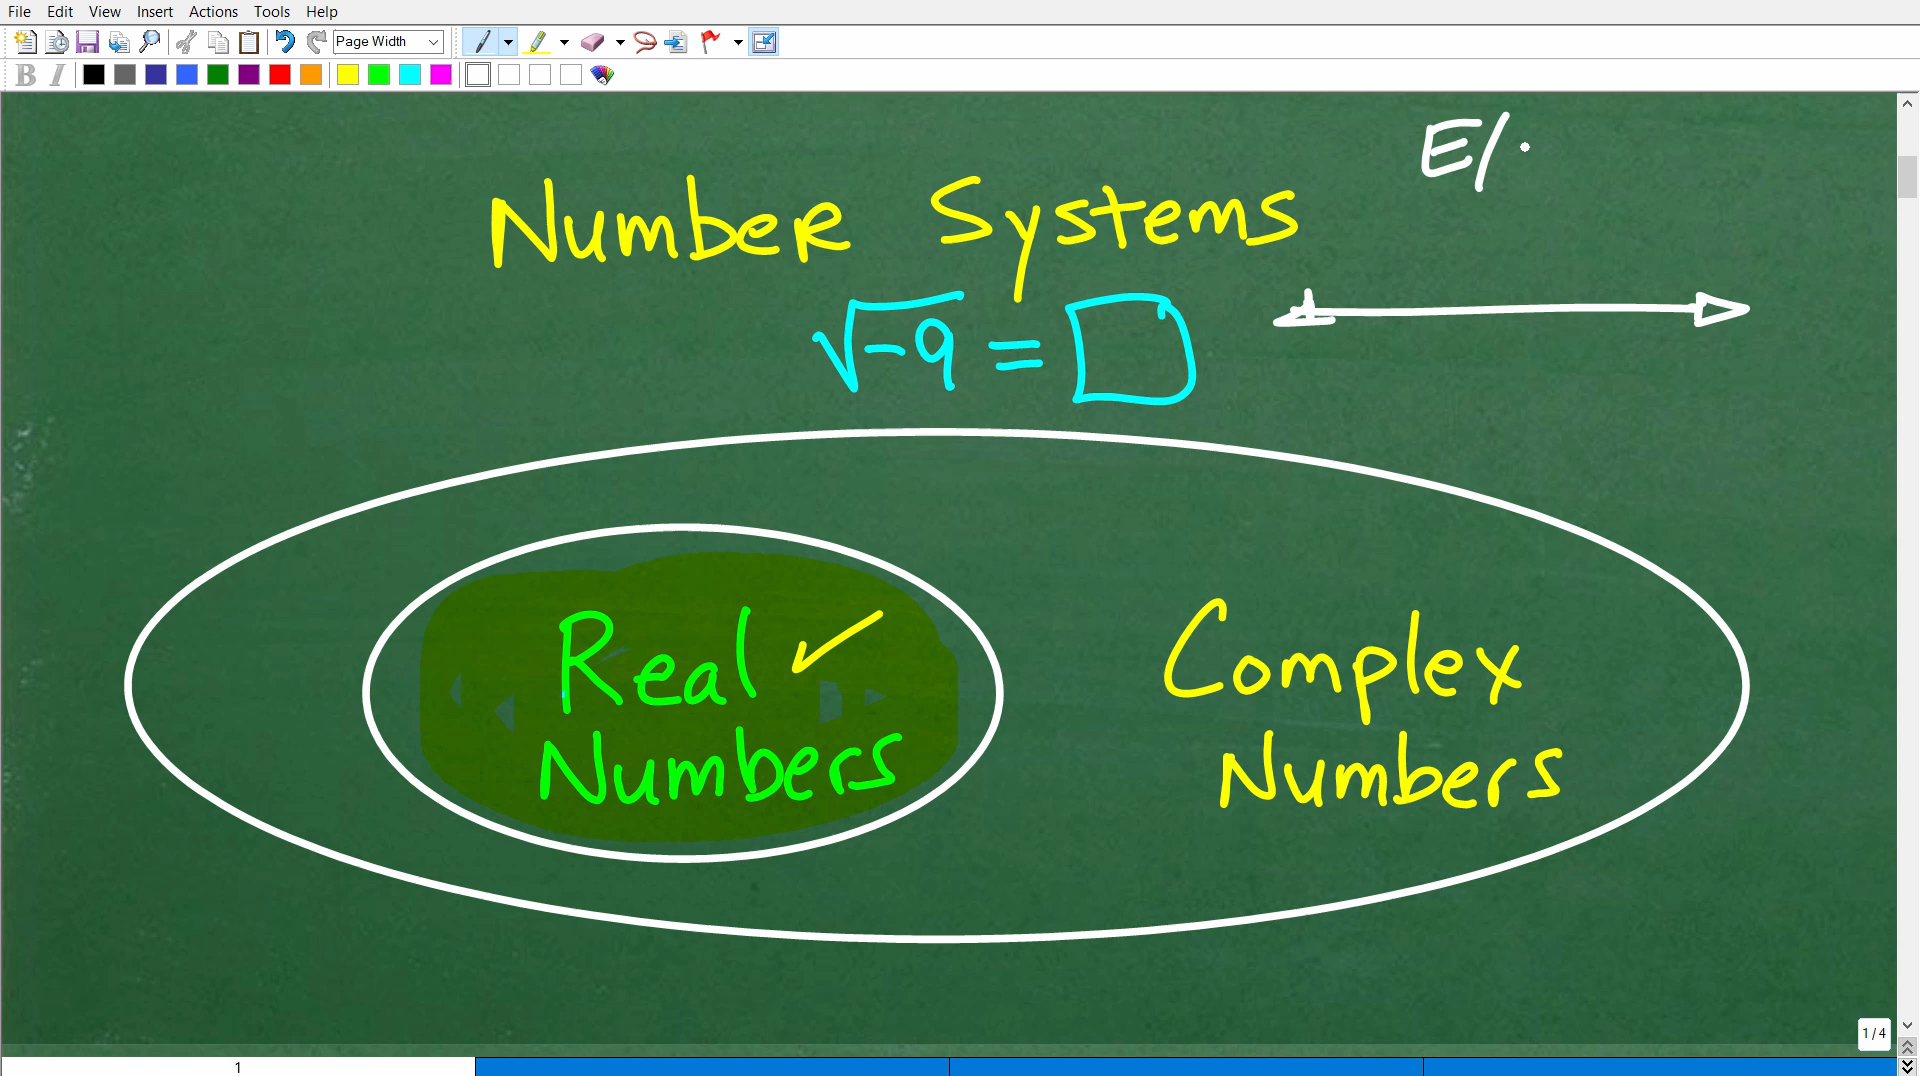 File Edit View Insert Actions Tools Help
Page Width
B I
E/
Number Systems
√-9 = □
Real ✓
Numbers
Complex
Numbers
1 / 4
1